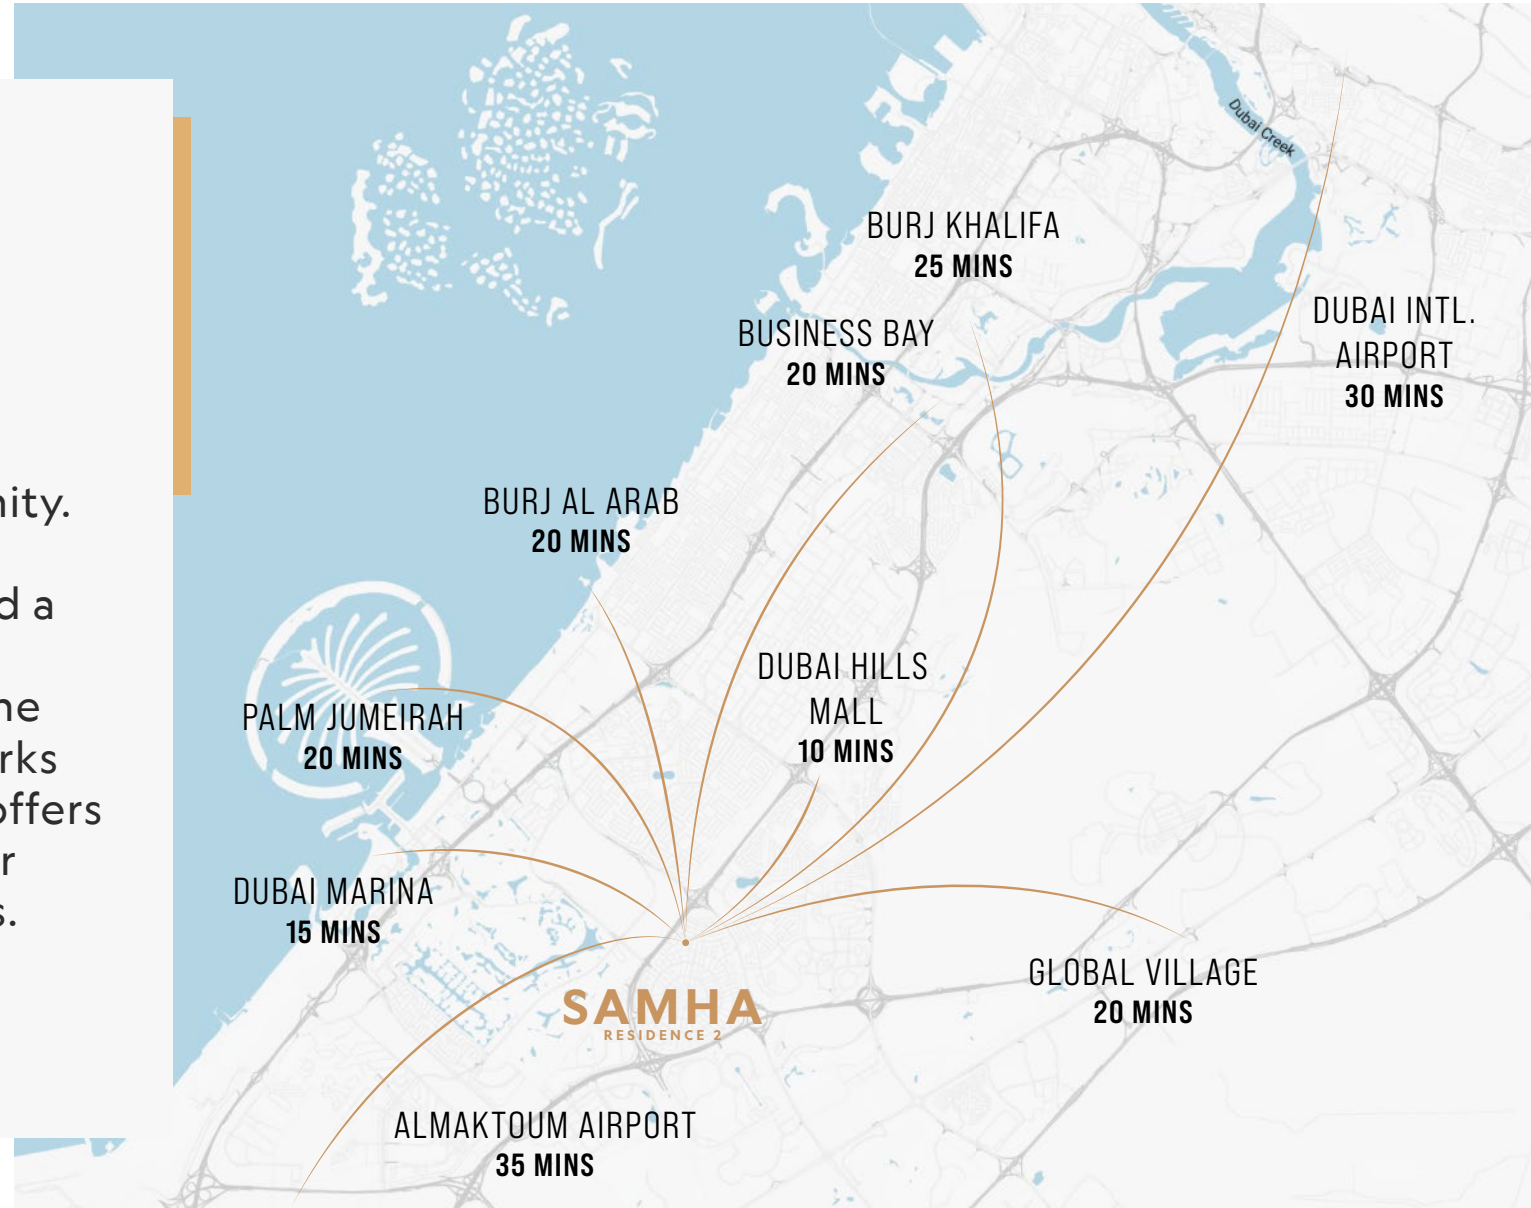 nity.
d a
ne
rks
offers
r
s.
Dubai Creek
BURJ KHALIFA
25 MINS
BUSINESS BAY
20 MINS
DUBAI INTL.
AIRPORT
30 MINS
BURJ AL ARAB
20 MINS
DUBAI HILLS
MALL
10 MINS
PALM JUMEIRAH
20 MINS
DUBAI MARINA
15 MINS
GLOBAL VILLAGE
20 MINS
SAMHA
RESIDENCE 2
ALMAKTOUM AIRPORT
35 MINS